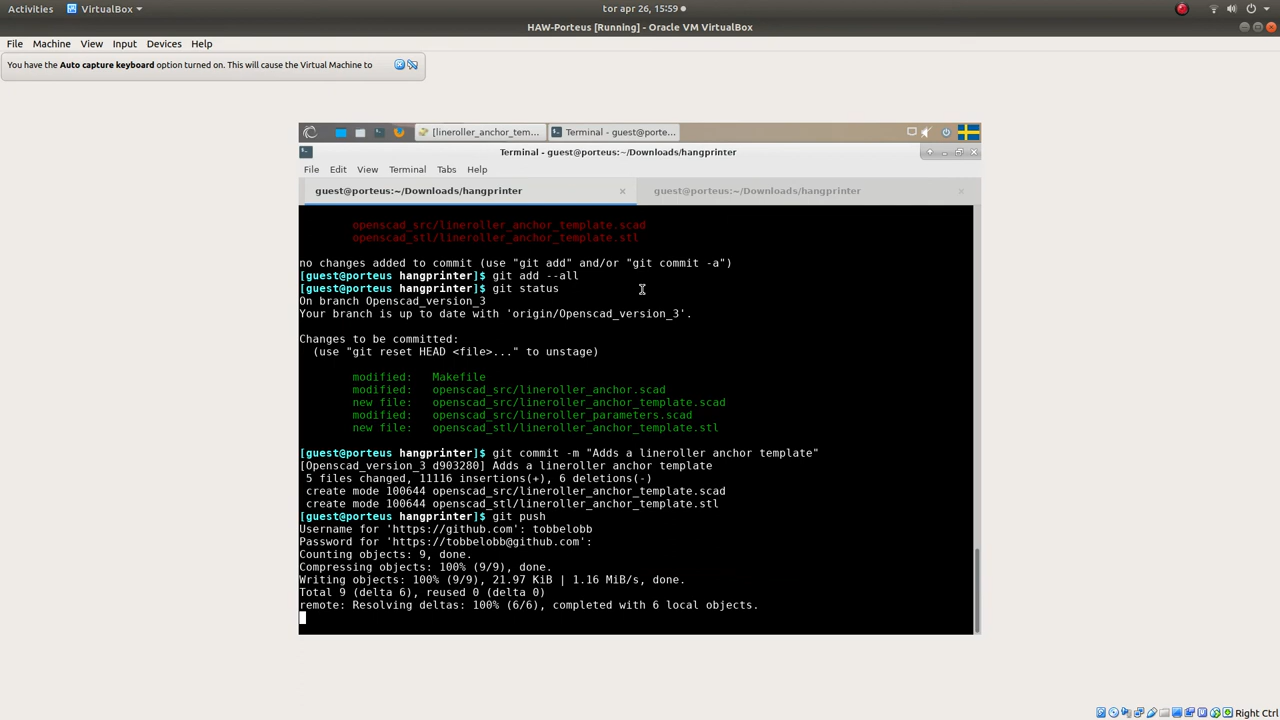 Activities
VirtualBox
tor apr 26, 15:59
HAW-Porteus [Running] - Oracle VM VirtualBox
File Machine View Input Devices Help
You have the Auto capture keyboard option turned on. This will cause the Virtual Machine to
[lineroller_anchor_tem...
Terminal - guest@porte...
Terminal - guest@porteus:~/Downloads/hangprinter
File Edit View Terminal Tabs Help
guest@porteus:~/Downloads/hangprinter
guest@porteus:~/Downloads/hangprinter
openscad_src/lineroller_anchor_template.scad
openscad_stl/lineroller_anchor_template.stl
no changes added to commit (use "git add" and/or "git commit -a")
[guest@porteus hangprinter]$ git add --all
[guest@porteus hangprinter]$ git status
On branch Openscad_version_3
Your branch is up to date with 'origin/Openscad_version_3'.
Changes to be committed:
(use "git reset HEAD <file>..." to unstage)
modified: Makefile
modified: openscad_src/lineroller_anchor.scad
new file: openscad_src/lineroller_anchor_template.scad
modified: openscad_src/lineroller_parameters.scad
new file: openscad_stl/lineroller_anchor_template.stl
[guest@porteus hangprinter]$ git commit -m "Adds a lineroller anchor template"
[Openscad_version_3 d903280] Adds a lineroller anchor template
5 files changed, 11116 insertions(+), 6 deletions(-)
create mode 100644 openscad_src/lineroller_anchor_template.scad
create mode 100644 openscad_stl/lineroller_anchor_template.stl
[guest@porteus hangprinter]$ git push
Username for 'https://github.com': tobbelobb
Password for 'https://tobbelobb@github.com':
Counting objects: 9, done.
Compressing objects: 100% (9/9), done.
Writing objects: 100% (9/9), 21.97 KiB | 1.16 MiB/s, done.
Total 9 (delta 6), reused 0 (delta 0)
remote: Resolving deltas: 100% (6/6), completed with 6 local objects.
Right Ctrl